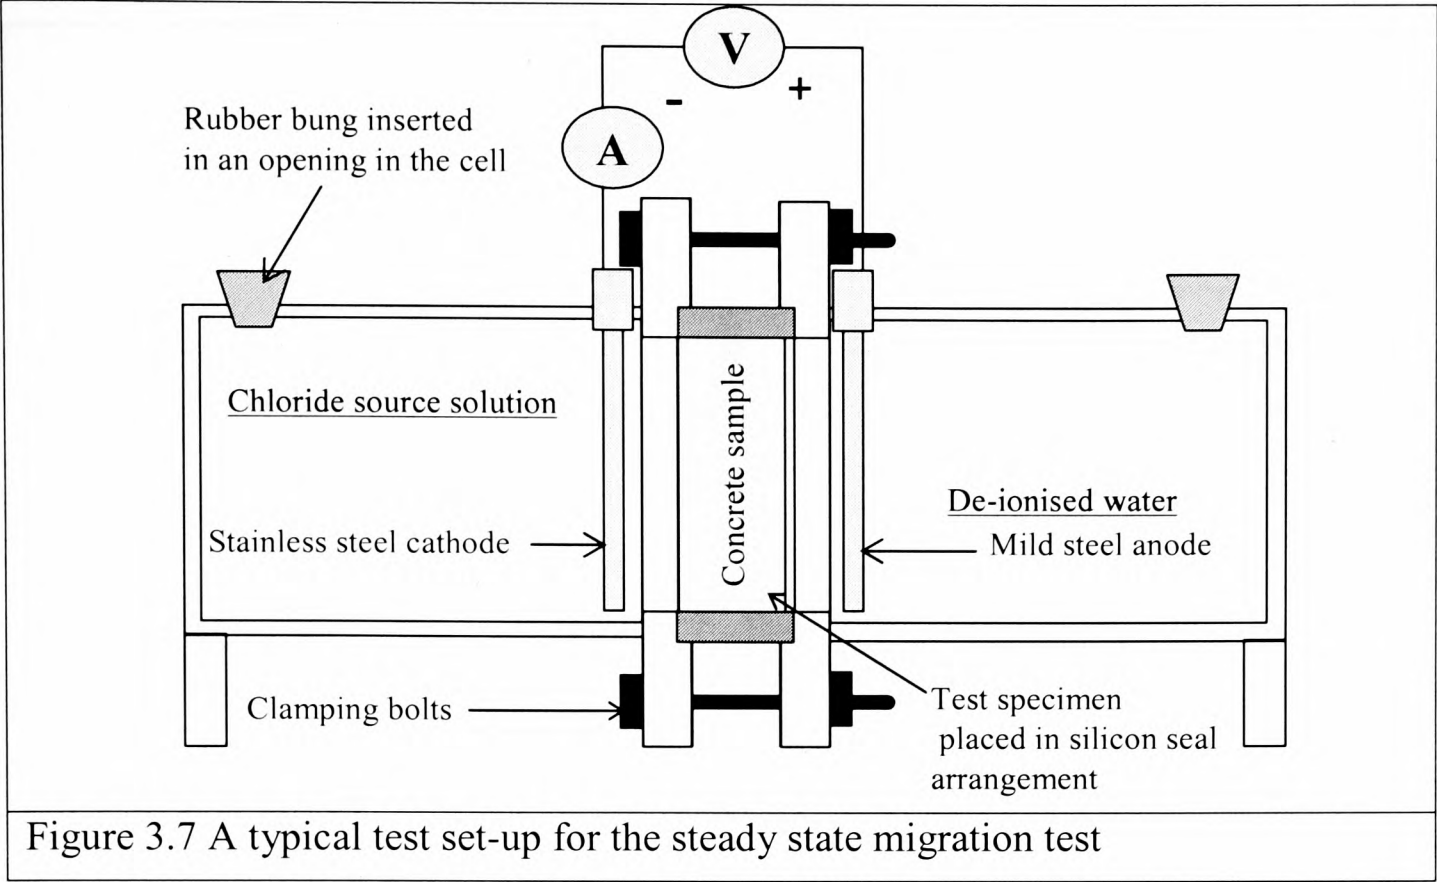 V
-
+
Rubber bung inserted
in an opening in the cell
A
Chloride source solution
Concrete sample
De-ionised water
Stainless steel cathode
Mild steel anode
Clamping bolts
Test specimen
placed in silicon seal
arrangement
Figure 3.7 A typical test set-up for the steady state migration test